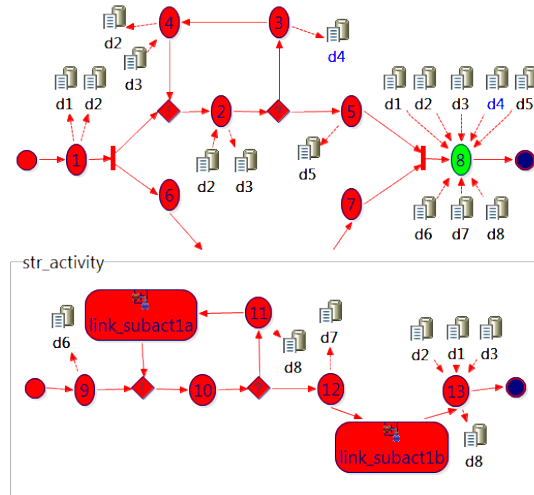 4
3
d2
d3
d4
d1
d2
d1
d2
d3
d4
d5
2
5
1
8
d2
d3
d5
6
7
d6
d7
d8
str_activity
link_subact1a
11
d6
d8
d7
d2
d1
d3
9
10
12
13
link_subact1b
d8